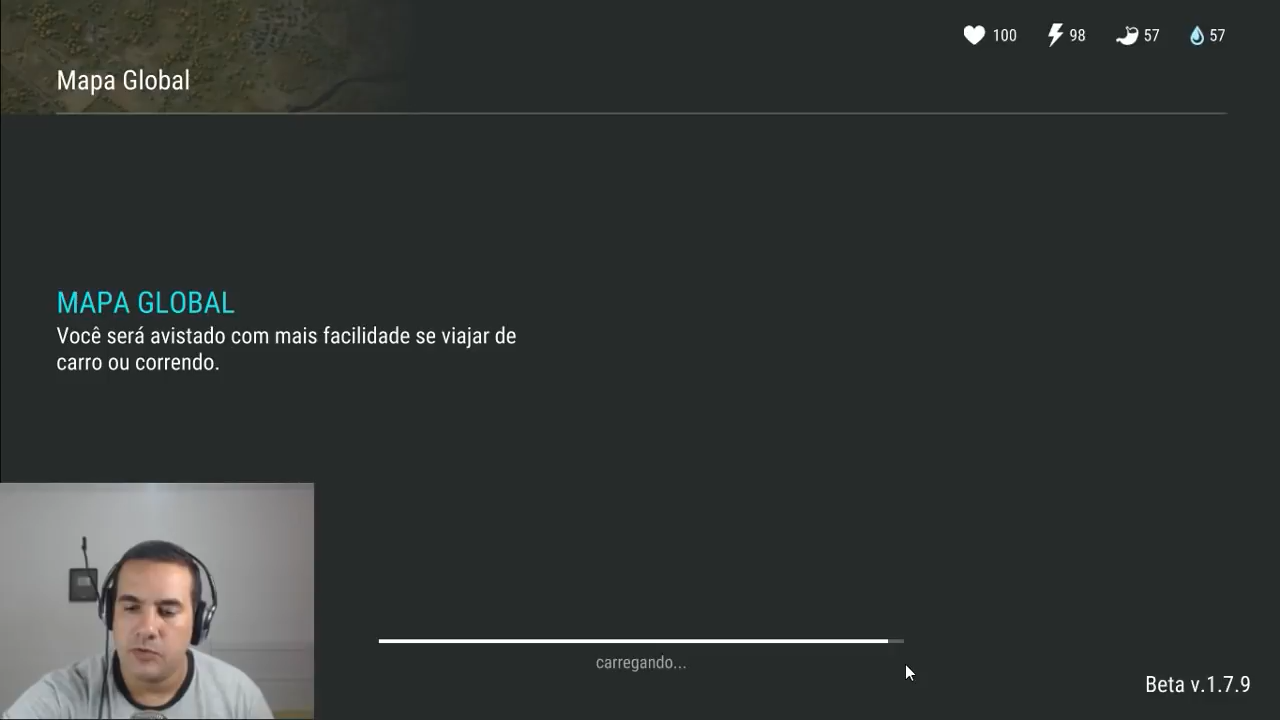 100 98 57 57
Mapa Global
MAPA GLOBAL
Você será avistado com mais facilidade se viajar de
carro ou correndo.
carregando...
Beta v.1.7.9